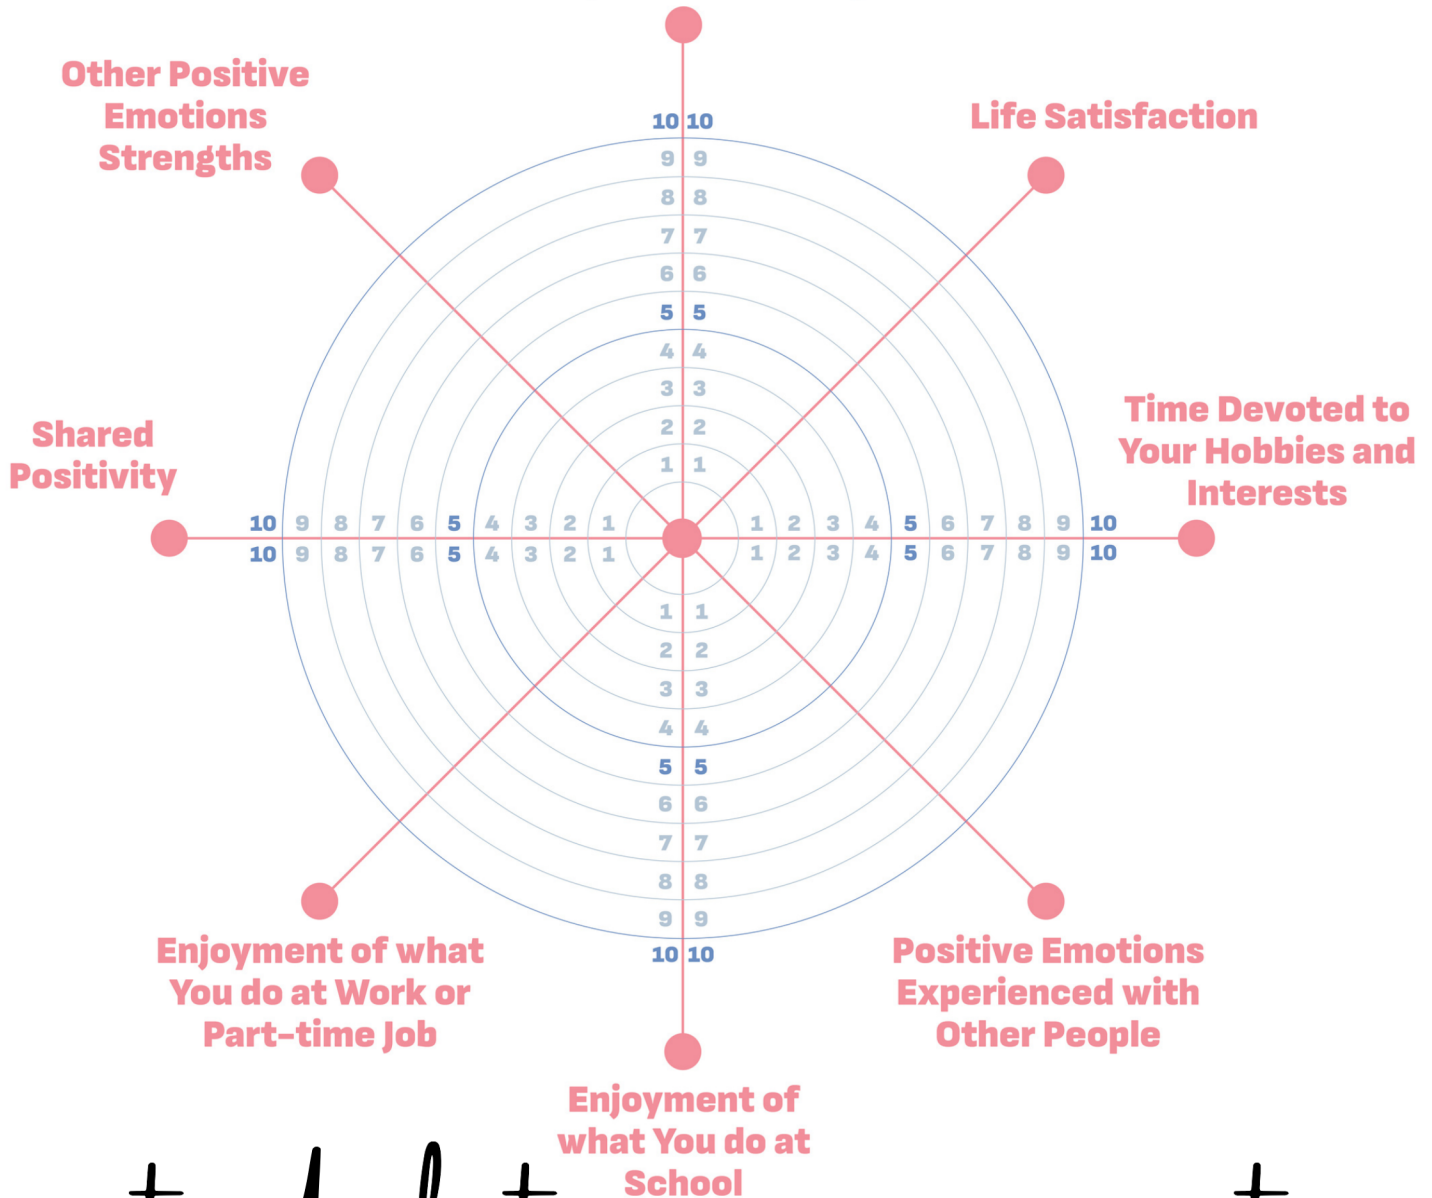 Other Positive
Emotions
Strengths
Life Satisfaction
10 10
9 9
8 8
7 7
6 6
5 5
4 4
3 3
2 2
1 1
Shared
Positivity
Time Devoted to
Your Hobbies and
Interests
10 9 8 7 6 5 4 3 2 1 1 2 3 4 5 6 7 8 9 10
10 9 8 7 6 5 4 3 2 1 1 2 3 4 5 6 7 8 9 10
1 1
2 2
3 3
4 4
5 5
6 6
7 7
8 8
9 9
10 10
Enjoyment of what
You do at Work or
Part-time Job
Positive Emotions
Experienced with
Other People
Enjoyment of
what You do at
School